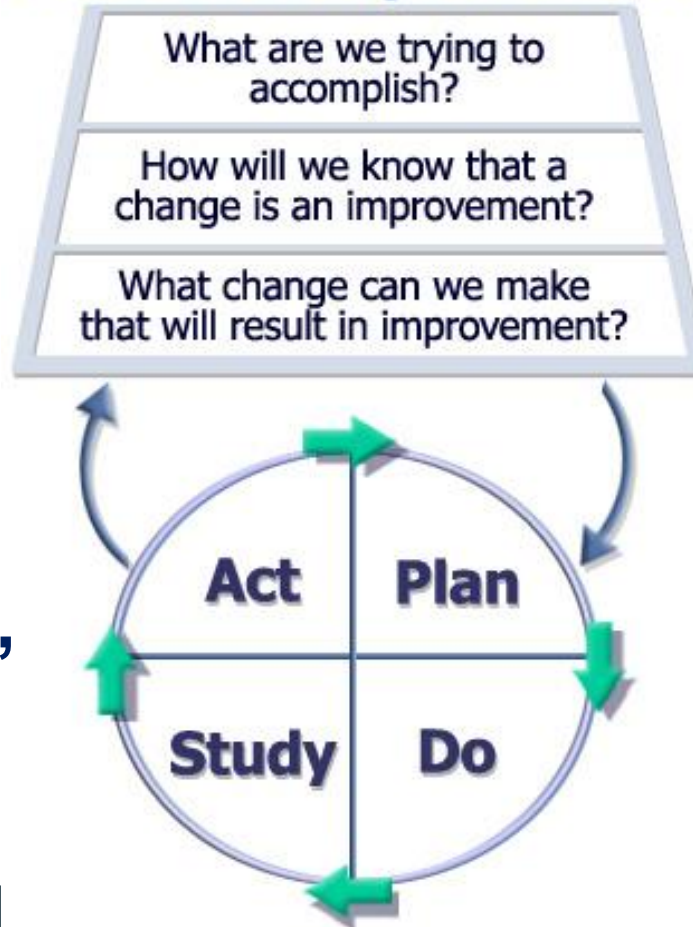 What are we trying to
accomplish?
How will we know that a
change is an improvement?
What change can we make
that will result in improvement?
Act Plan
,
Study Do